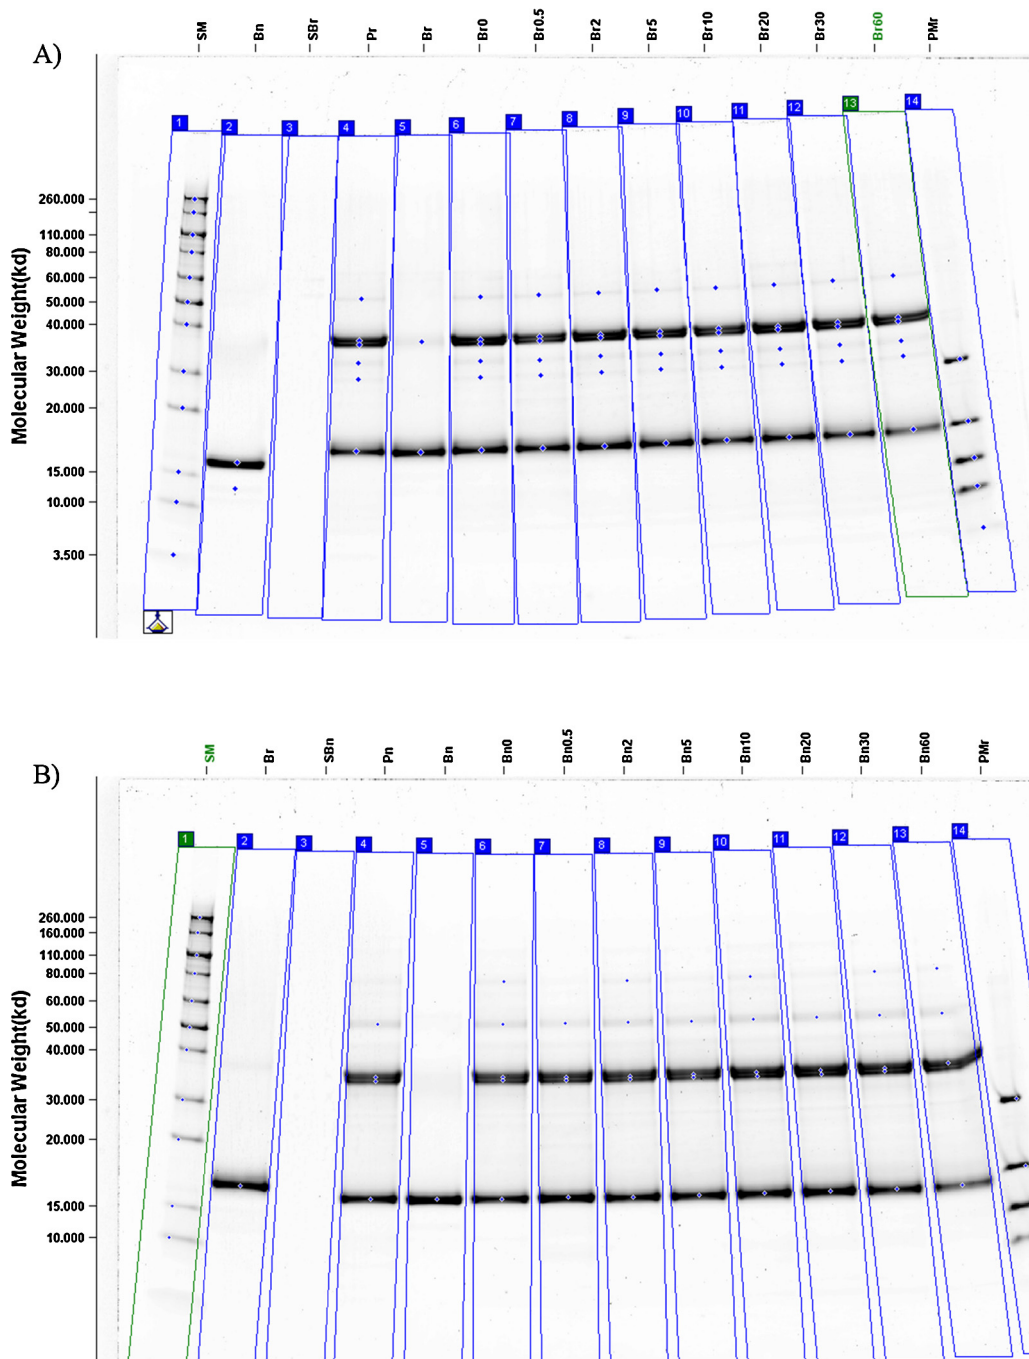 A)
SM Bn SBr Pr Br Br0 Br0.5 Br2 Br5 Br10 Br20 Br30 Br60 PMr
1 2 3 4 5 6 7 8 9 10 11 12 13 14
Molecular Weight(kd)
260.000
110.000
80.000
60.000
50.000
40.000
30.000
20.000
15.000
10.000
3.500
B)
SM Br SBn Pn Bn Bn0 Bn0.5 Bn2 Bn5 Bn10 Bn20 Bn30 Bn60 PMr
1 2 3 4 5 6 7 8 9 10 11 12 13 14
Molecular Weight(kd)
260.000
160.000
110.000
80.000
60.000
50.000
40.000
30.000
20.000
15.000
10.000